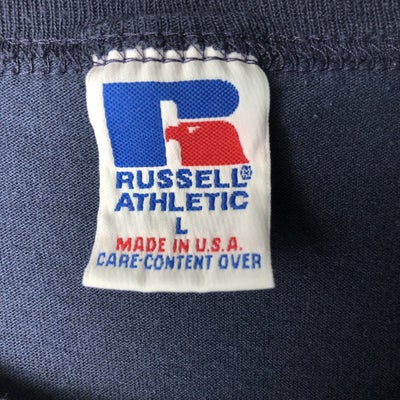 RUSSELL
ATHLETIC
L
MADE IN U.S.A.
CARE-CONTENT OVER